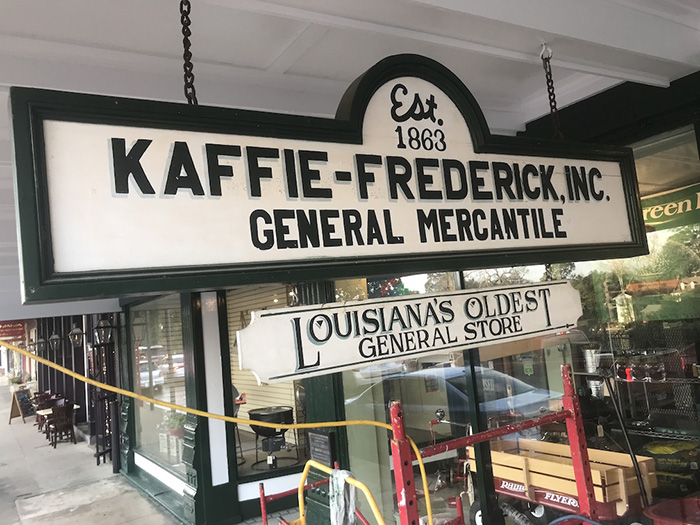 Est.
1863
KAFFIE-FREDERICK, INC.
GENERAL MERCANTILE
LOUISIANA'S OLDEST
GENERAL STORE
FLYER